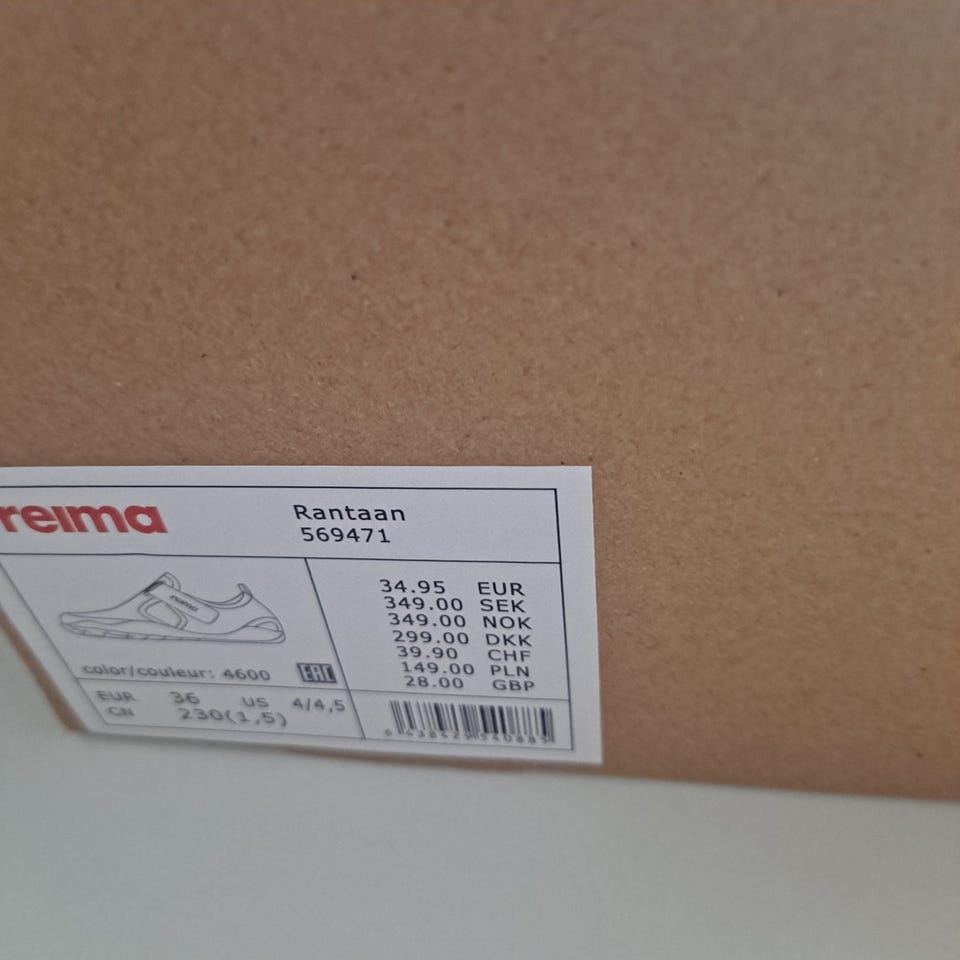 reima
Rantaan
569471
reima
34.95 EUR
349.00 SEK
349.00 NOK
299.00 DKK
39.90 CHF
149.00 PLN
28.00 GBP
color/couleur: 4600 EAC
EUR 36 US 4/4,5
CN 230(1,5)